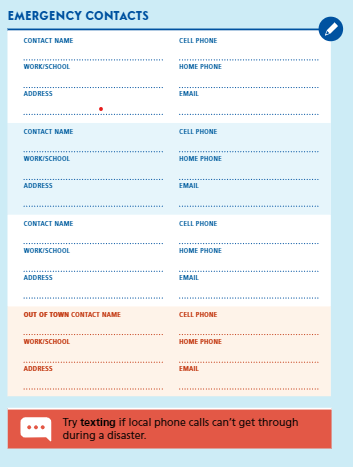 EMERGENCY CONTACTS
CONTACT NAME CELL PHONE
WORK/SCHOOL HOME PHONE
ADDRESS EMAIL
CONTACT NAME CELL PHONE
WORK/SCHOOL HOME PHONE
ADDRESS EMAIL
CONTACT NAME CELL PHONE
WORK/SCHOOL HOME PHONE
ADDRESS EMAIL
OUT OF TOWN CONTACT NAME CELL PHONE
WORK/SCHOOL HOME PHONE
ADDRESS EMAIL
Try texting if local phone calls can't get through
during a disaster.